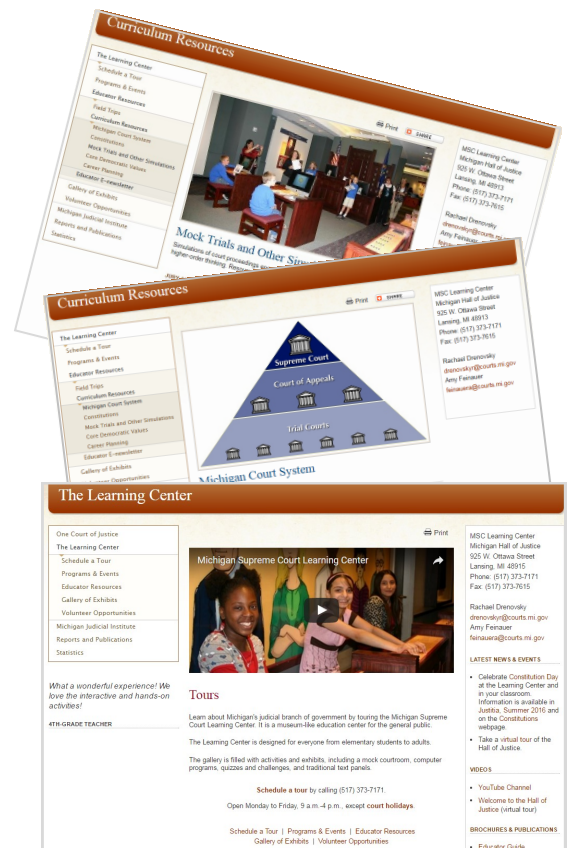 Curriculum Resources
The Learning Center
Schedule a Tour
Programs & Events
Educator Resources
Field Trips
Curriculum Resources
Michigan Court System
Constitutions
Mock Trials and Other Simulations
Core Democratic Values
Career Planning
Educator E-newsletter
Gallery of Exhibits
Volunteer Opportunities
Michigan Judicial Institute
Reports and Publications
Statistics
Print
SHARE
Mock Trials and Other
Simulations of court proceedings
higher-order thinking.
MSC Learning Center
Michigan Hall of Justice
925 W. Ottawa Street
Lansing, MI 48913
Phone: (517) 373-7171
Fax: (517) 373-7615
Rachael Drenovsky
drenovskyr@courts.mi.gov
Amy Feinauer
Curriculum Resources
The Learning Center
Schedule a Tour
Programs & Events
Educator Resources
Field Trips
Curriculum Resources
Michigan Court System
Constitutions
Mock Trials and Other Simulations
Core Democratic Values
Career Planning
Educator E-newsletter
Gallery of Exhibits
Opportunities
Print
SHARE
Supreme Court
Court of Appeals
Trial Courts
Michigan Court System
MSC Learning Center
Michigan Hall of Justice
925 W. Ottawa Street
Lansing, MI 48913
Phone: (517) 373-7171
Fax: (517) 373-7615
Rachael Drenovsky
drenovskyr@courts.mi.gov
Amy Feinauer
feinauera@courts.mi.gov
The Learning Center
One Court of Justice
The Learning Center
Schedule a Tour
Programs & Events
Educator Resources
Gallery of Exhibits
Volunteer Opportunities
Michigan Judicial Institute
Reports and Publications
Statistics
What a wonderful experience! We
love the interactive and hands-on
activities!
4TH-GRADE TEACHER
Print
Michigan Supreme Court Learning Center
Tours
Learn about Michigan's judicial branch of government by touring the Michigan Supreme
Court Learning Center. It is a museum-like education center for the general public.
The Learning Center is designed for everyone from elementary students to adults.
The gallery is filled with activities and exhibits, including a mock courtroom, computer
programs, quizzes and challenges, and traditional text panels.
Schedule a tour by calling (517) 373-7171.
Open Monday to Friday, 9 a.m.-4 p.m., except court holidays.
Schedule a Tour | Programs & Events | Educator Resources
Gallery of Exhibits | Volunteer Opportunities
MSC Learning Center
Michigan Hall of Justice
925 W. Ottawa Street
Lansing, MI 48915
Phone: (517) 373-7171
Fax: (517) 373-7615
Rachael Drenovsky
drenovskyr@courts.mi.gov
Amy Feinauer
feinauera@courts.mi.gov
LATEST NEWS & EVENTS
• Celebrate Constitution Day
at the Learning Center and
in your classroom.
Information is available in
Justitia, Summer 2016 and
on the Constitutions
webpage.
• Take a virtual tour of the
Hall of Justice.
VIDEOS
• YouTube Channel
• Welcome to the Hall of
Justice (virtual tour)
BROCHURES & PUBLICATIONS
• Educator Guide